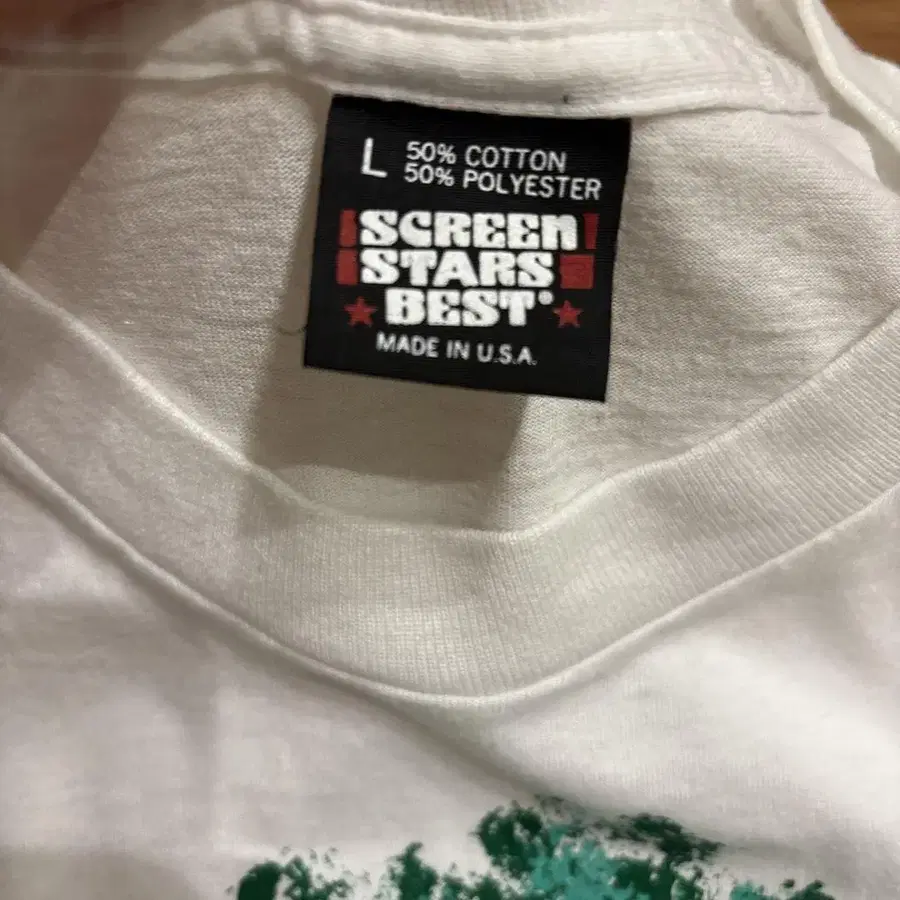 L 50% COTTON
50% POLYESTER
SCREEN
STARS
BEST®
MADE IN U.S.A.